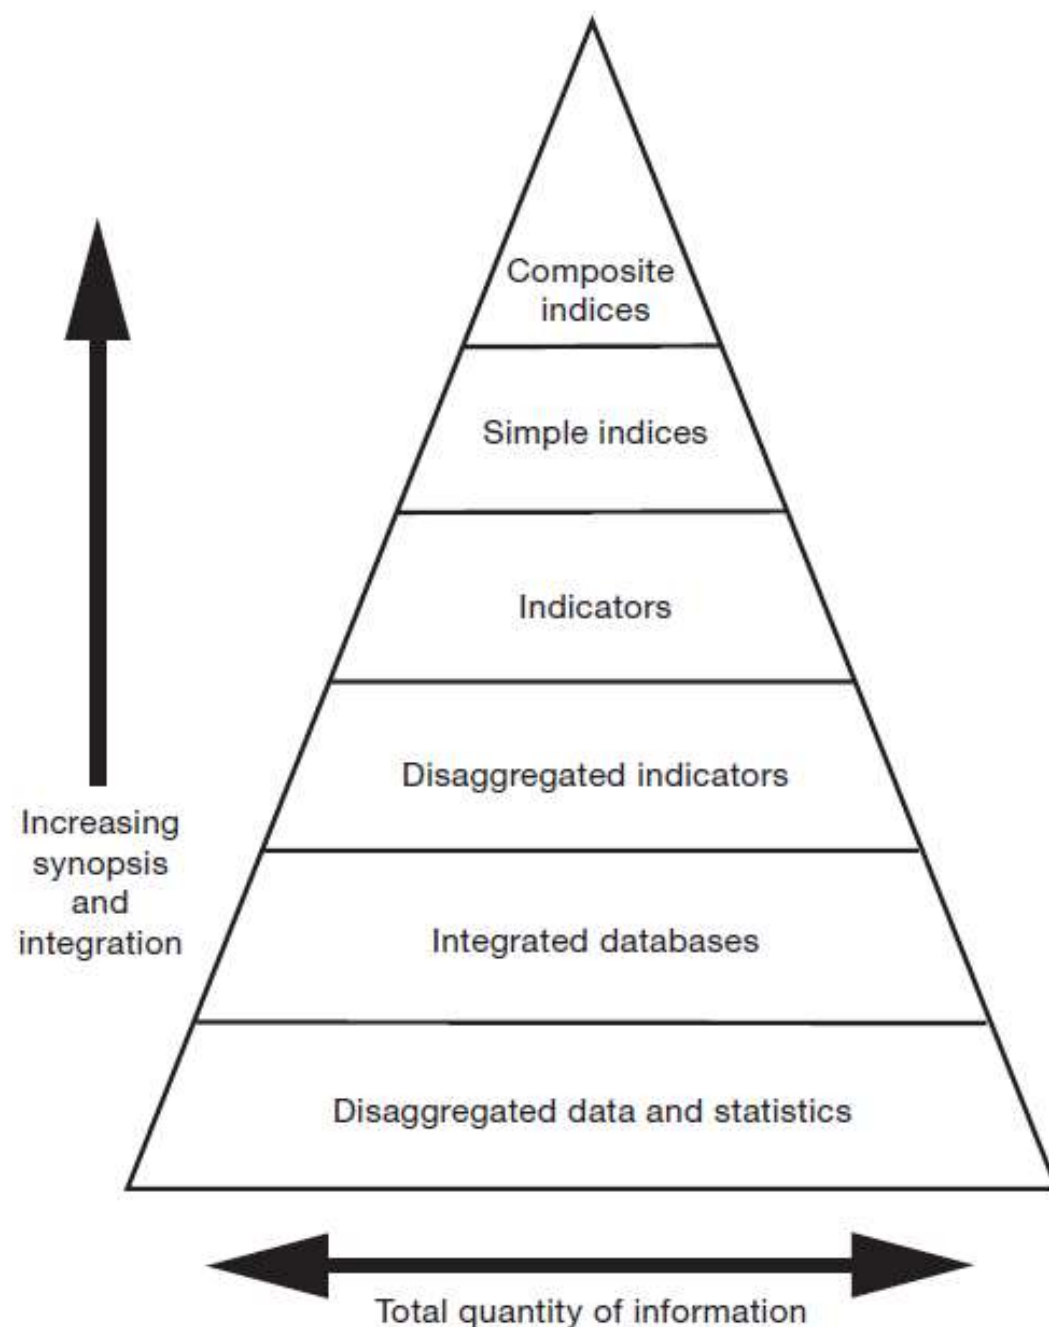 Composite
indices
Simple indices
Indicators
Disaggregated indicators
Increasing
synopsis
and
integration
Integrated databases
Disaggregated data and statistics
Total quantity of information